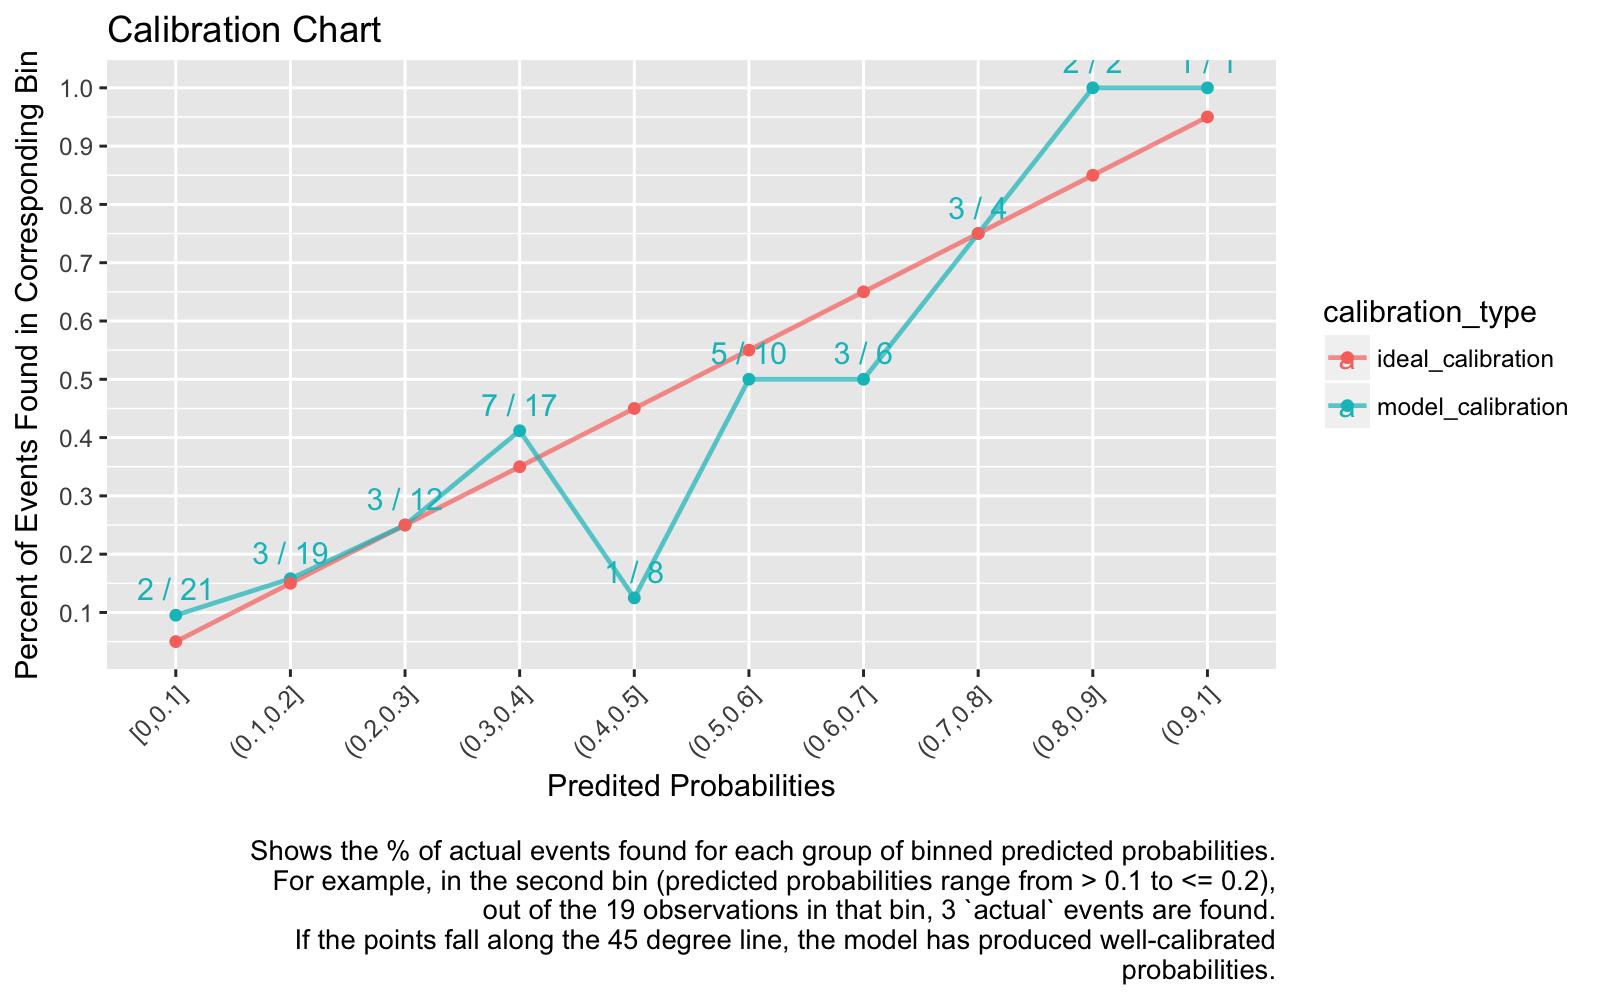 Calibration Chart
Percent of Events Found in Corresponding Bin
1.0
0.9
0.8
0.7
0.6
0.5
0.4
0.3
0.2
0.1
2 / 21
3 / 19
3 / 12
7 / 17
1 / 8
5 / 10
3 / 6
3 / 4
2 / 2
1 / 1
[0,0.1]
(0.1,0.2]
(0.2,0.3]
(0.3,0.4]
(0.4,0.5]
(0.5,0.6]
(0.6,0.7]
(0.7,0.8]
(0.8,0.9]
(0.9,1]
Predited Probabilities
calibration_type
a ideal_calibration
a model_calibration
Shows the % of actual events found for each group of binned predicted probabilities.
For example, in the second bin (predicted probabilities range from > 0.1 to <= 0.2),
out of the 19 observations in that bin, 3 `actual` events are found.
If the points fall along the 45 degree line, the model has produced well-calibrated
probabilities.